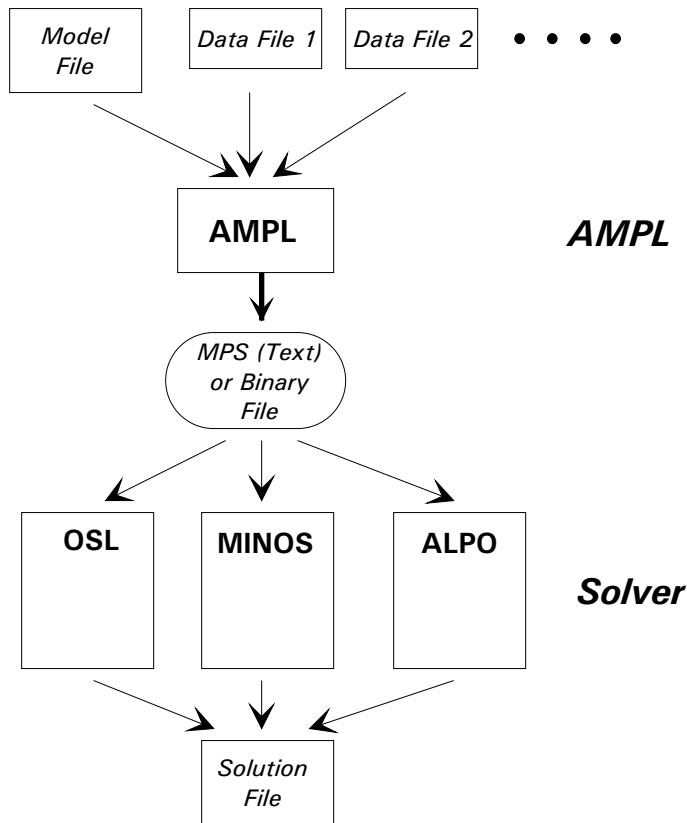 Model
File
Data File 1
Data File 2
AMPL
AMPL
MPS (Text)
or Binary
File
OSL
MINOS
ALPO
Solver
Solution
File